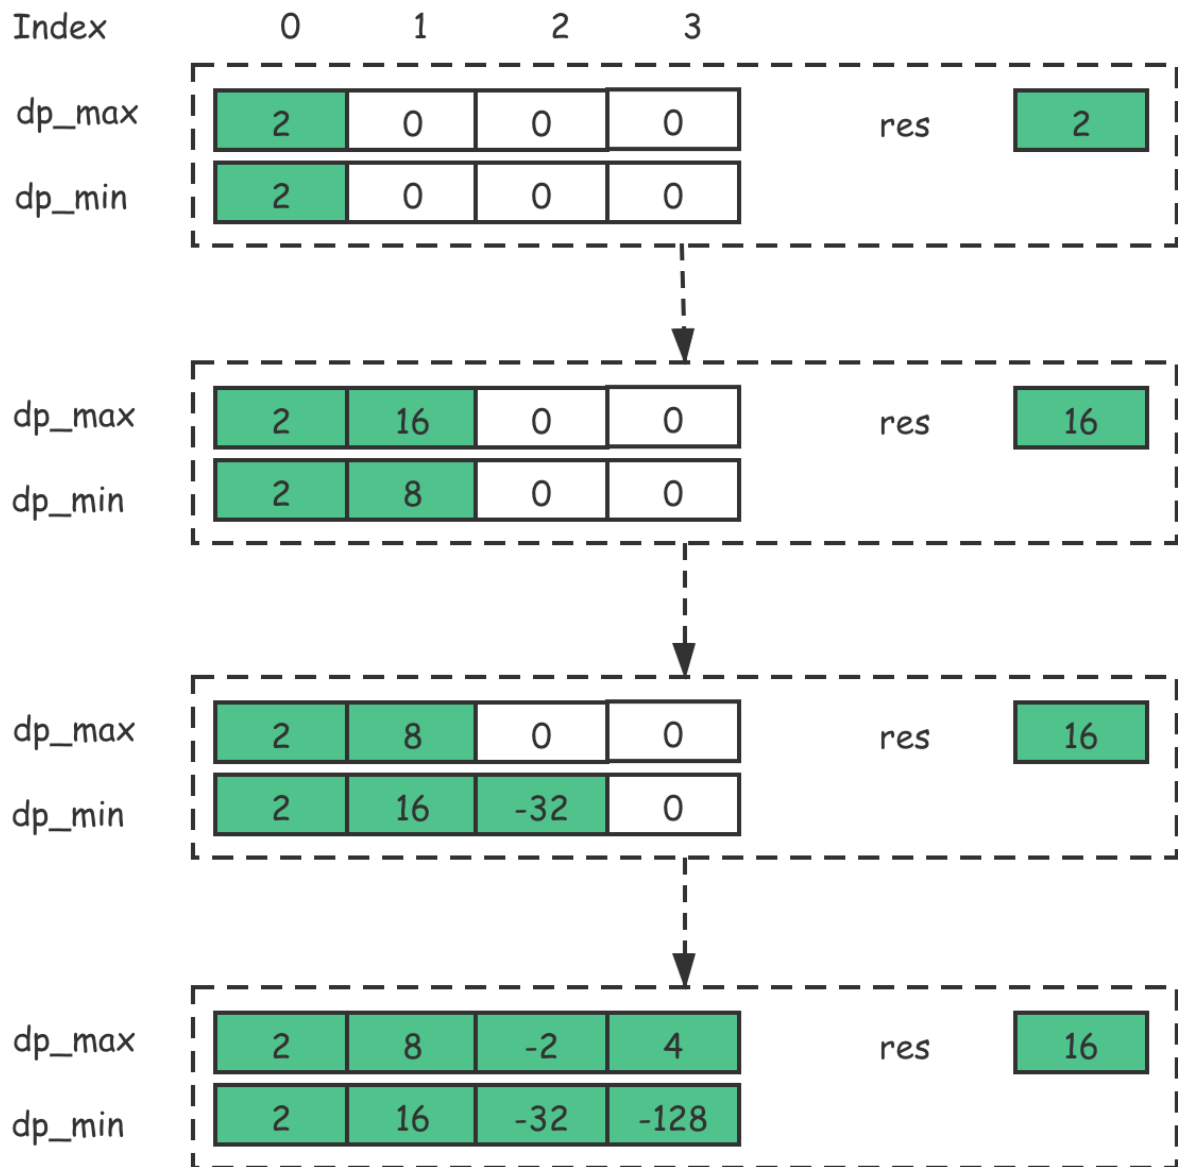 Index 0 1 2 3
dp_max 2 0 0 0 res 2
dp_min 2 0 0 0
dp_max 2 16 0 0 res 16
dp_min 2 8 0 0
dp_max 2 8 0 0 res 16
dp_min 2 16 -32 0
dp_max 2 8 -2 4 res 16
dp_min 2 16 -32 -128